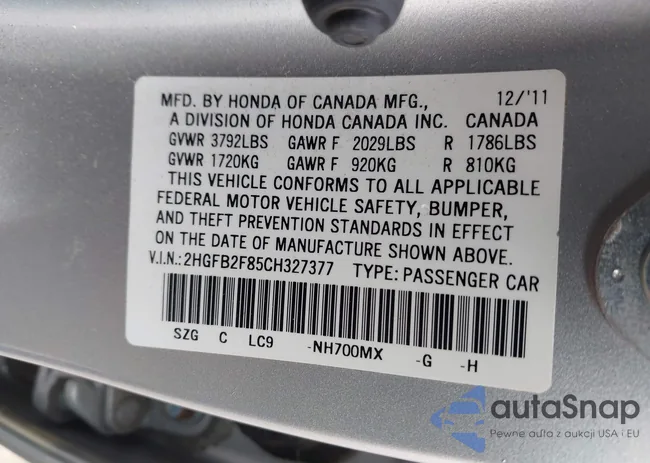 MFD. BY HONDA OF CANADA MFG., 12/'11
A DIVISION OF HONDA CANADA INC. CANADA
GVWR 3792LBS GAWR F 2029LBS R 1786LBS
GVWR 1720KG GAWR F 920KG R 810KG
THIS VEHICLE CONFORMS TO ALL APPLICABLE
FEDERAL MOTOR VEHICLE SAFETY, BUMPER,
AND THEFT PREVENTION STANDARDS IN EFFECT
ON THE DATE OF MANUFACTURE SHOWN ABOVE.
V.I.N.:2HGFB2F85CH327377 TYPE: PASSENGER CAR
SZG C LC9 -NH700MX -G -H
autaSnap
Pewne auta z aukcji USA i EU